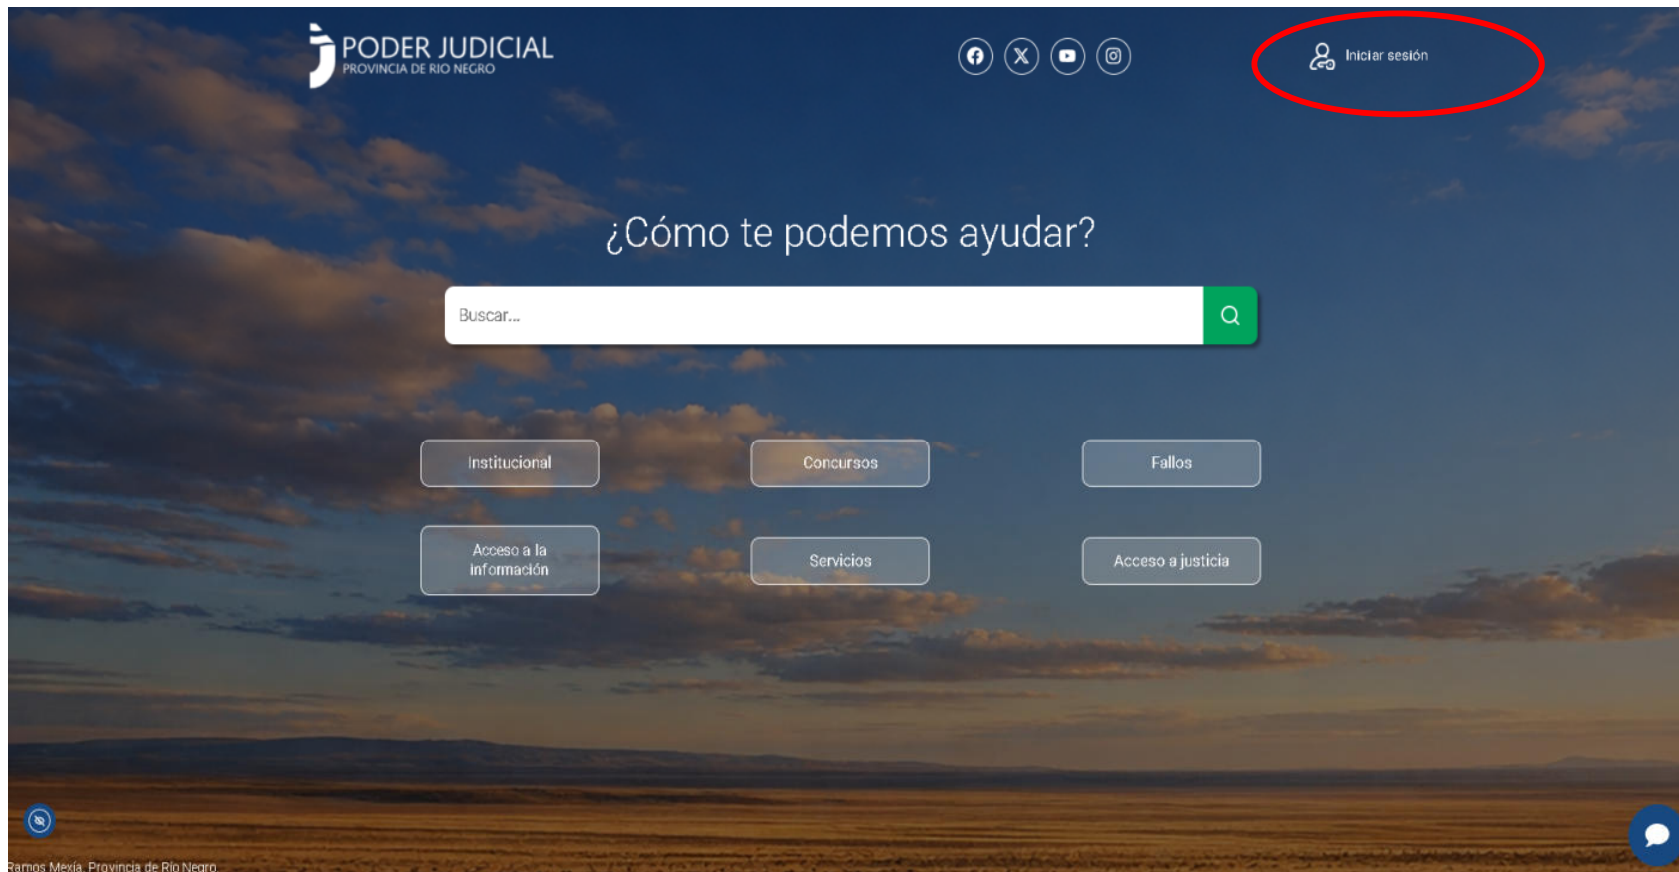 PODER JUDICIAL
PROVINCIA DE RIO NEGRO
Iniciar sesión
¿Cómo te podemos ayudar?
Buscar...
Institucional
Concursos
Fallos
Acceso a la
información
Servicios
Acceso a justicia
Ramos Mexía, Provincia de Río Negro